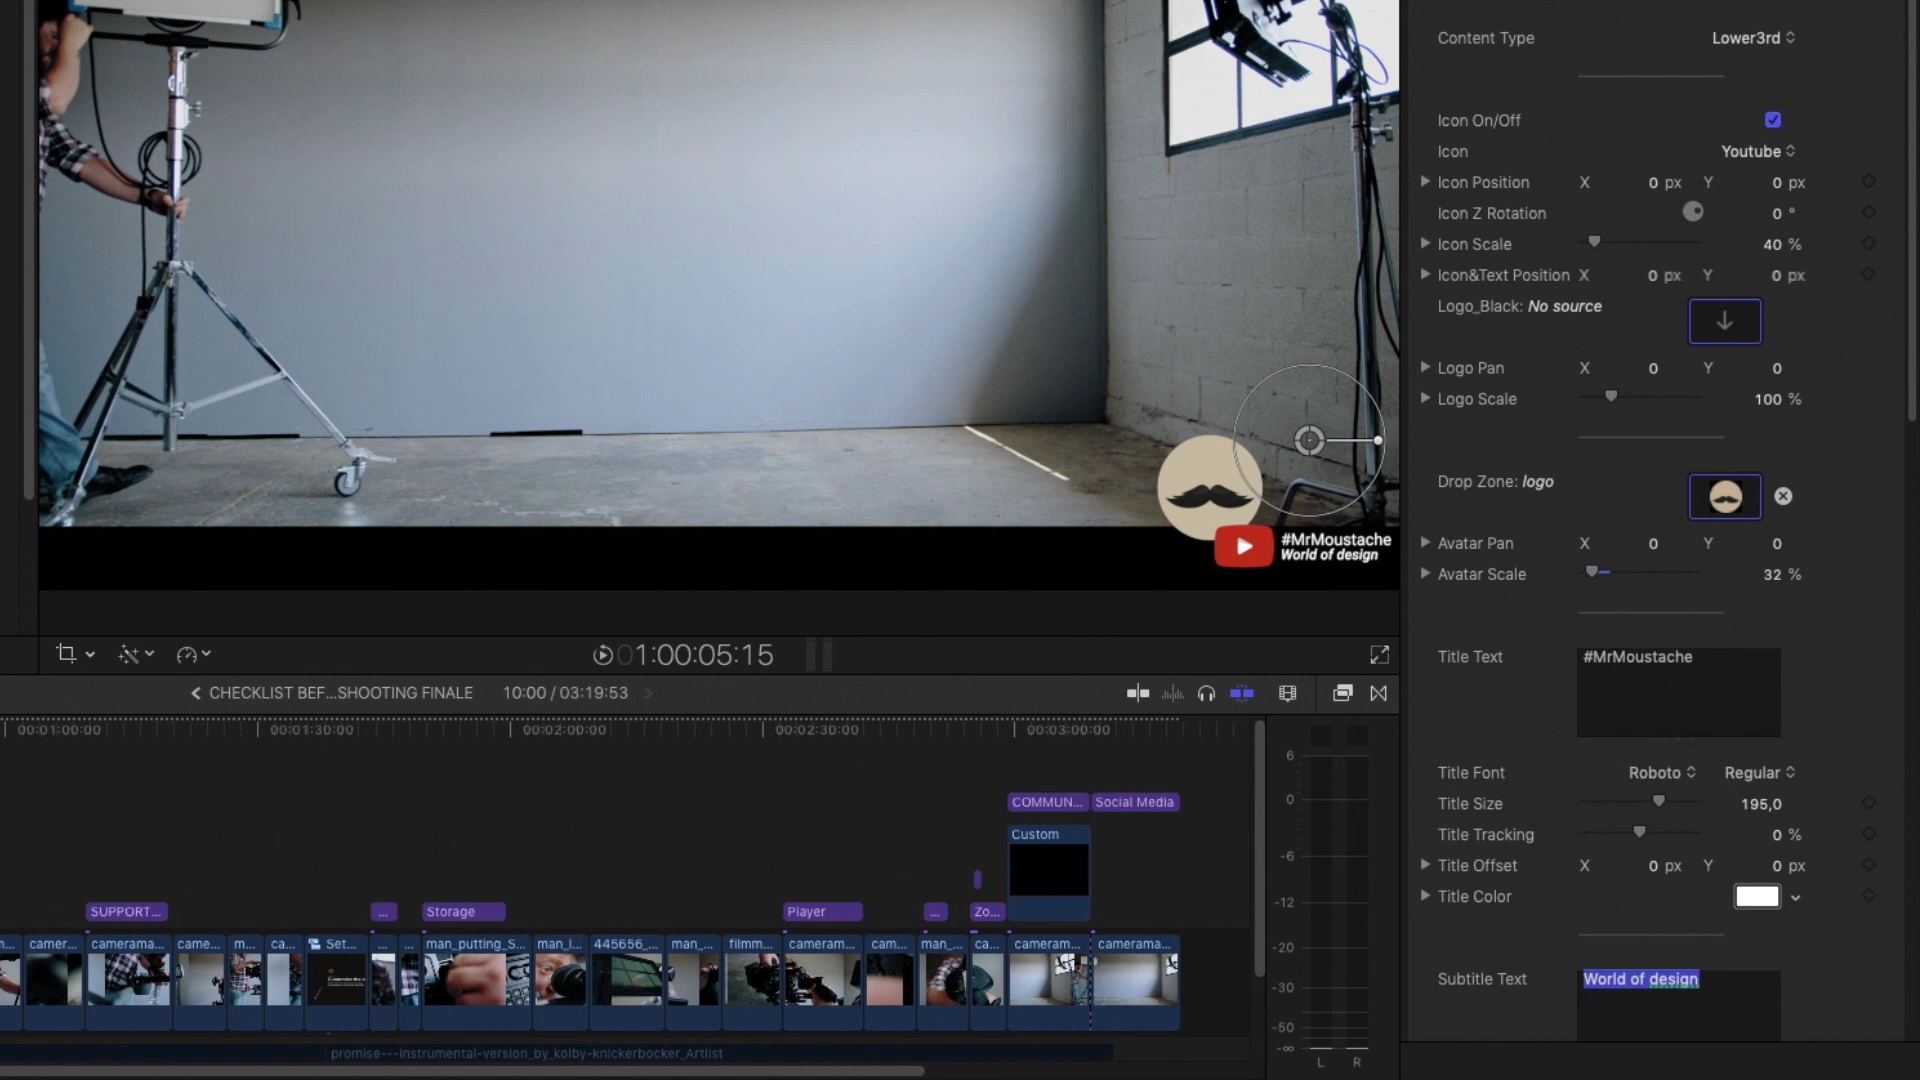 #MrMoustache
World of design
01:00:05:15
CHECKLIST BEF...SHOOTING FINALE
10:00 / 03:19:53
00:01:00:00
00:01:30:00
00:02:00:00
00:02:30:00
00:03:00:00
COMMUN...
Social Media
Custom
SUPPORT...
...
Storage
Player
...
Zo...
camer...
camerama...
came...
m...
ca...
Set...
...
...
man_putting_S...
man_l...
445656_...
man_...
filmm...
cameram...
cam...
man_...
ca...
cameram...
camerama...
promise---instrumental-version_by_kolby-knickerbocker_Artlist
6
0
-6
-12
-20
-30
-50
-∞
L R
Content Type Lower3rd
Icon On/Off
Icon Youtube
Icon Position X 0 px Y 0 px
Icon Z Rotation 0 °
Icon Scale 40 %
Icon&Text Position X 0 px Y 0 px
Logo_Black: No source
Logo Pan X 0 Y 0
Logo Scale 100 %
Drop Zone: logo
Avatar Pan X 0 Y 0
Avatar Scale 32 %
Title Text #MrMoustache
Title Font Roboto Regular
Title Size 195,0
Title Tracking 0 %
Title Offset X 0 px Y 0 px
Title Color
Subtitle Text World of design